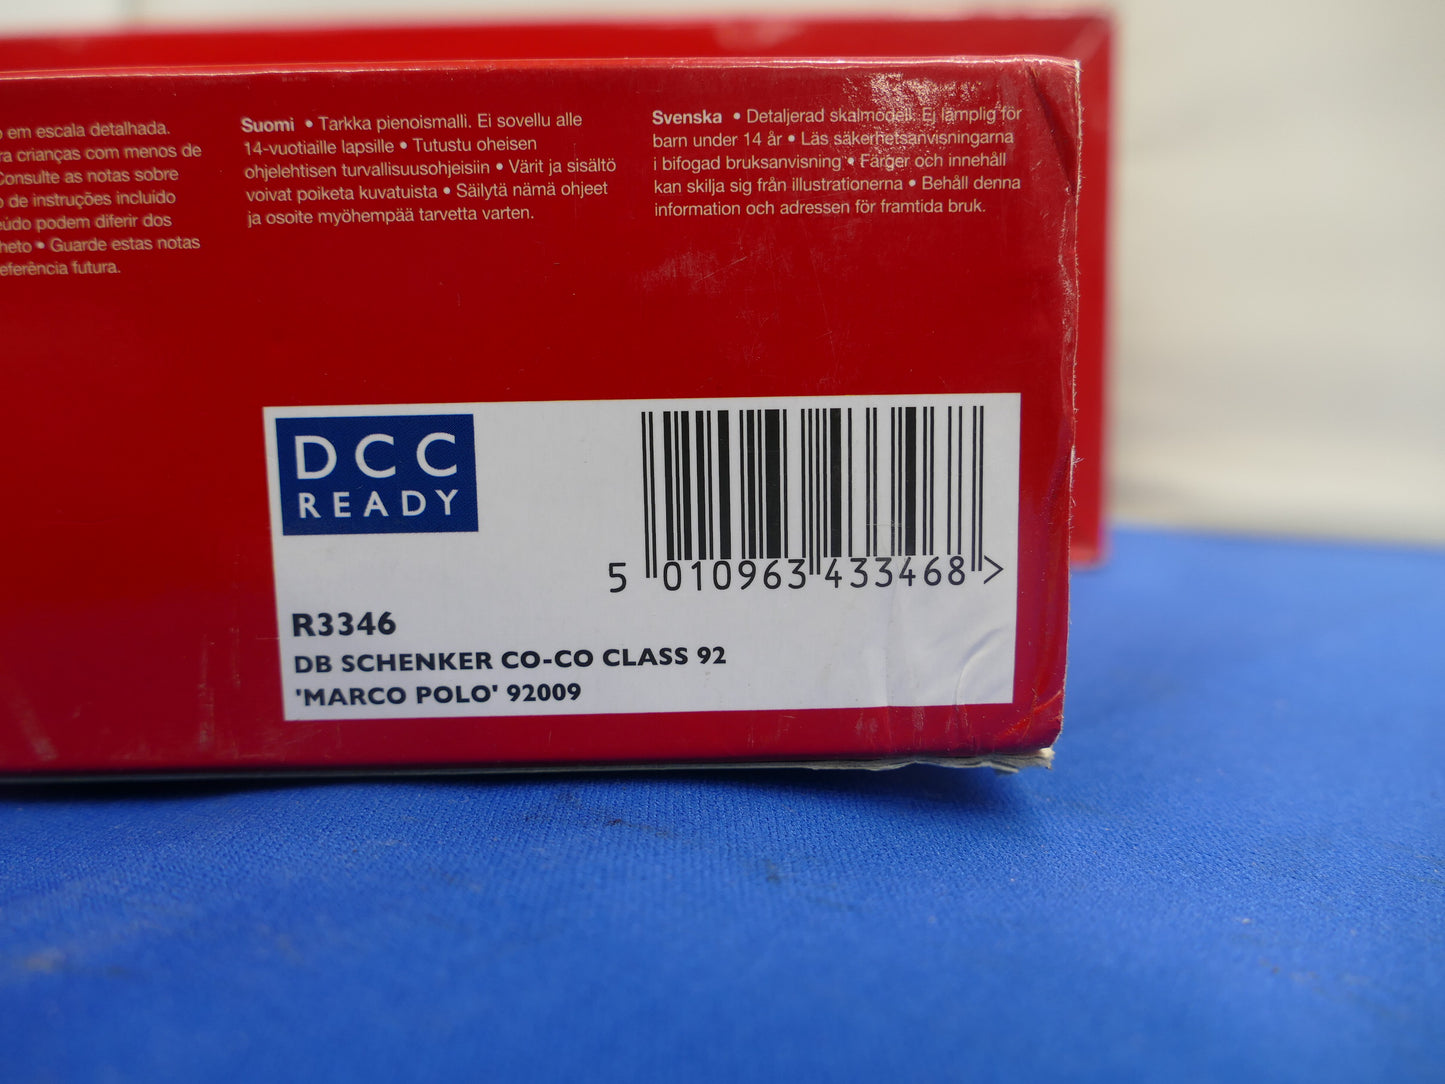 o em escala detalhada.
ra crianças com menos de
Consulte as notas sobre
o de instruções incluido
eúdo podem diferir dos
heto • Guarde estas notas
eferência futura.
Suomi • Tarkka pienoismalli. Ei sovellu alle
14-vuotiaille lapsille • Tutustu oheisen
ohjelehtisen turvallisuusohjeisiin • Värit ja sisältö
voivat poiketa kuvatuista • Säilytä nämä ohjeet
ja osoite myöhempää tarvetta varten.
Svenska • Detaljerad skalmodell. Ej lämplig för
barn under 14 år • Läs säkerhetsanvisningarna
i bifogad bruksanvisning • Färger och innehåll
kan skilja sig från illustrationerna • Behåll denna
information och adressen för framtida bruk.
DCC
READY
5 010963 433468 >
R3346
DB SCHENKER CO-CO CLASS 92
'MARCO POLO' 92009